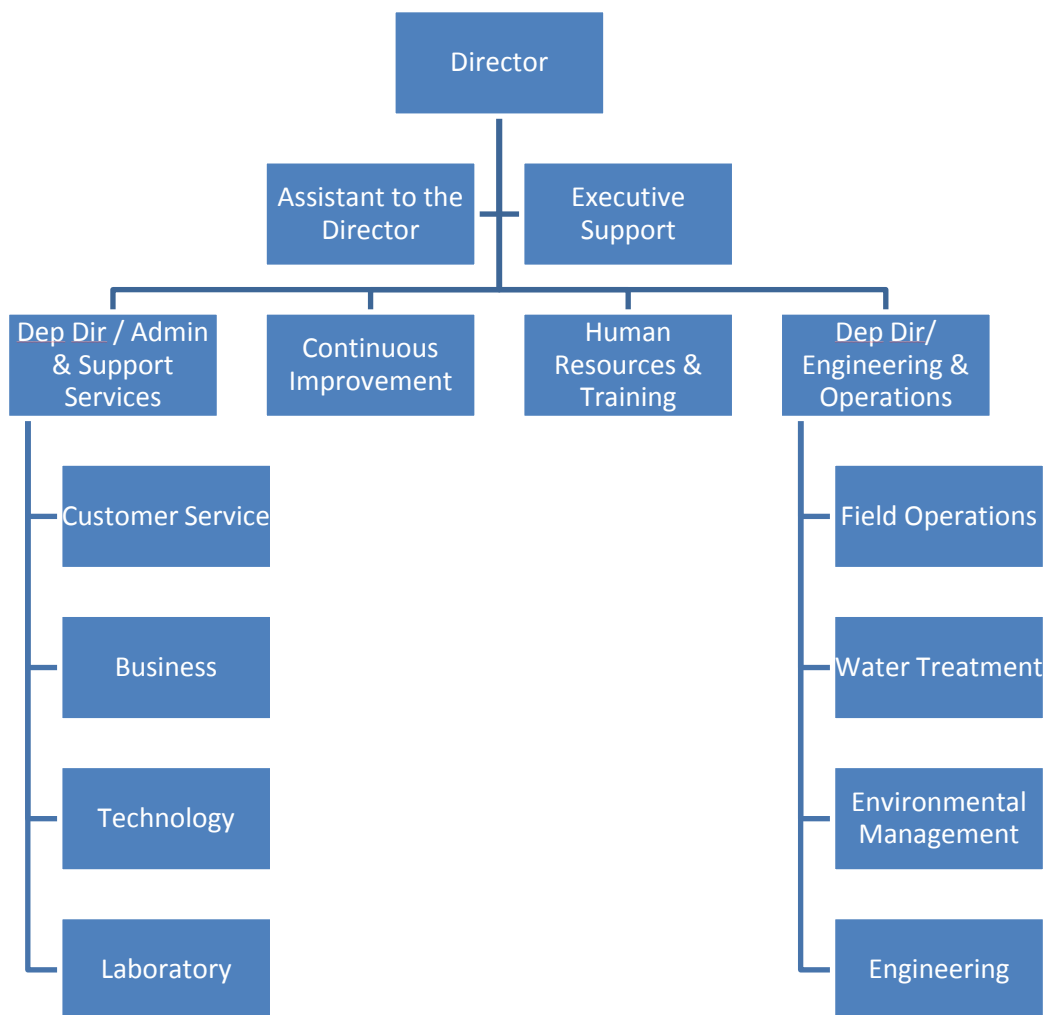 Director
Assistant to the
Director
Executive
Support
Dep Dir / Admin
& Support
Services
Continuous
Improvement
Human
Resources &
Training
Dep Dir/
Engineering &
Operations
Customer Service
Business
Technology
Laboratory
Field Operations
Water Treatment
Environmental
Management
Engineering